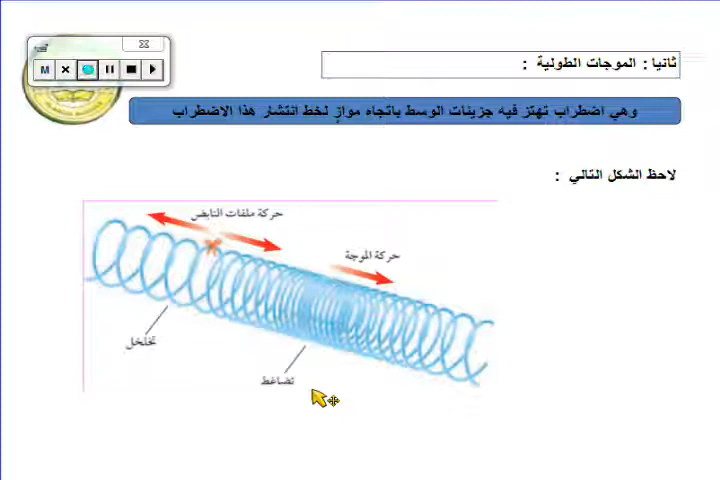 ثانيا : الموجات الطولية :
وهي اضطراب تهتز فيه جزيئات الوسط باتجاه موازٍ لخط انتشار هذا الاضطراب
لاحظ الشكل التالي :
حركة ملفات النابض
حركة الموجة
تخلخل
تضاغط
M